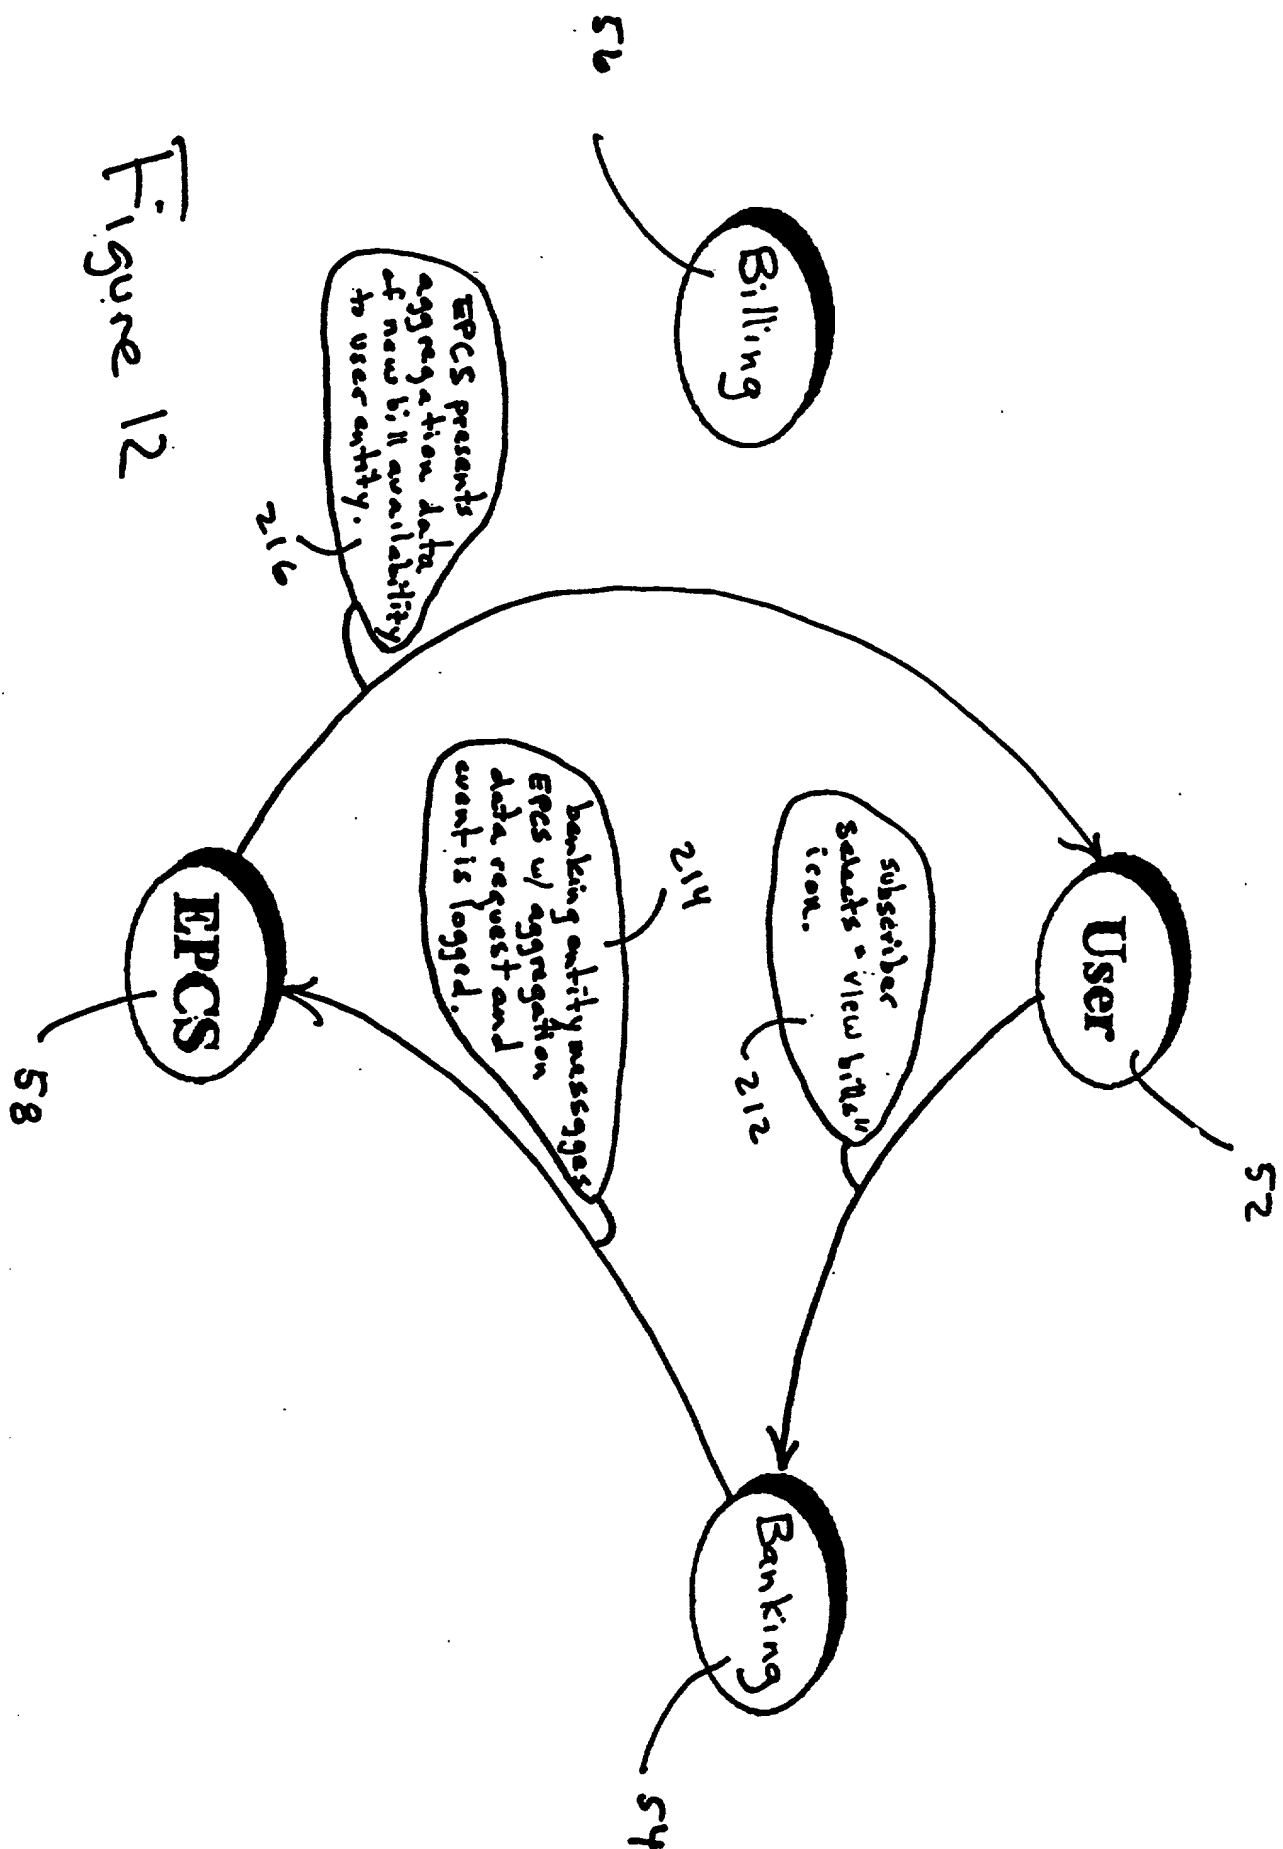 52
User
subscriber
selects "view bills"
icon.
212
56
Billing
Banking
54
214
banking entity messages
EPCS w/ aggregation
data request and
event is logged.
EPCS presents
aggregation data
of new bill availability
to user entity.
216
EPCS
58
Figure 12